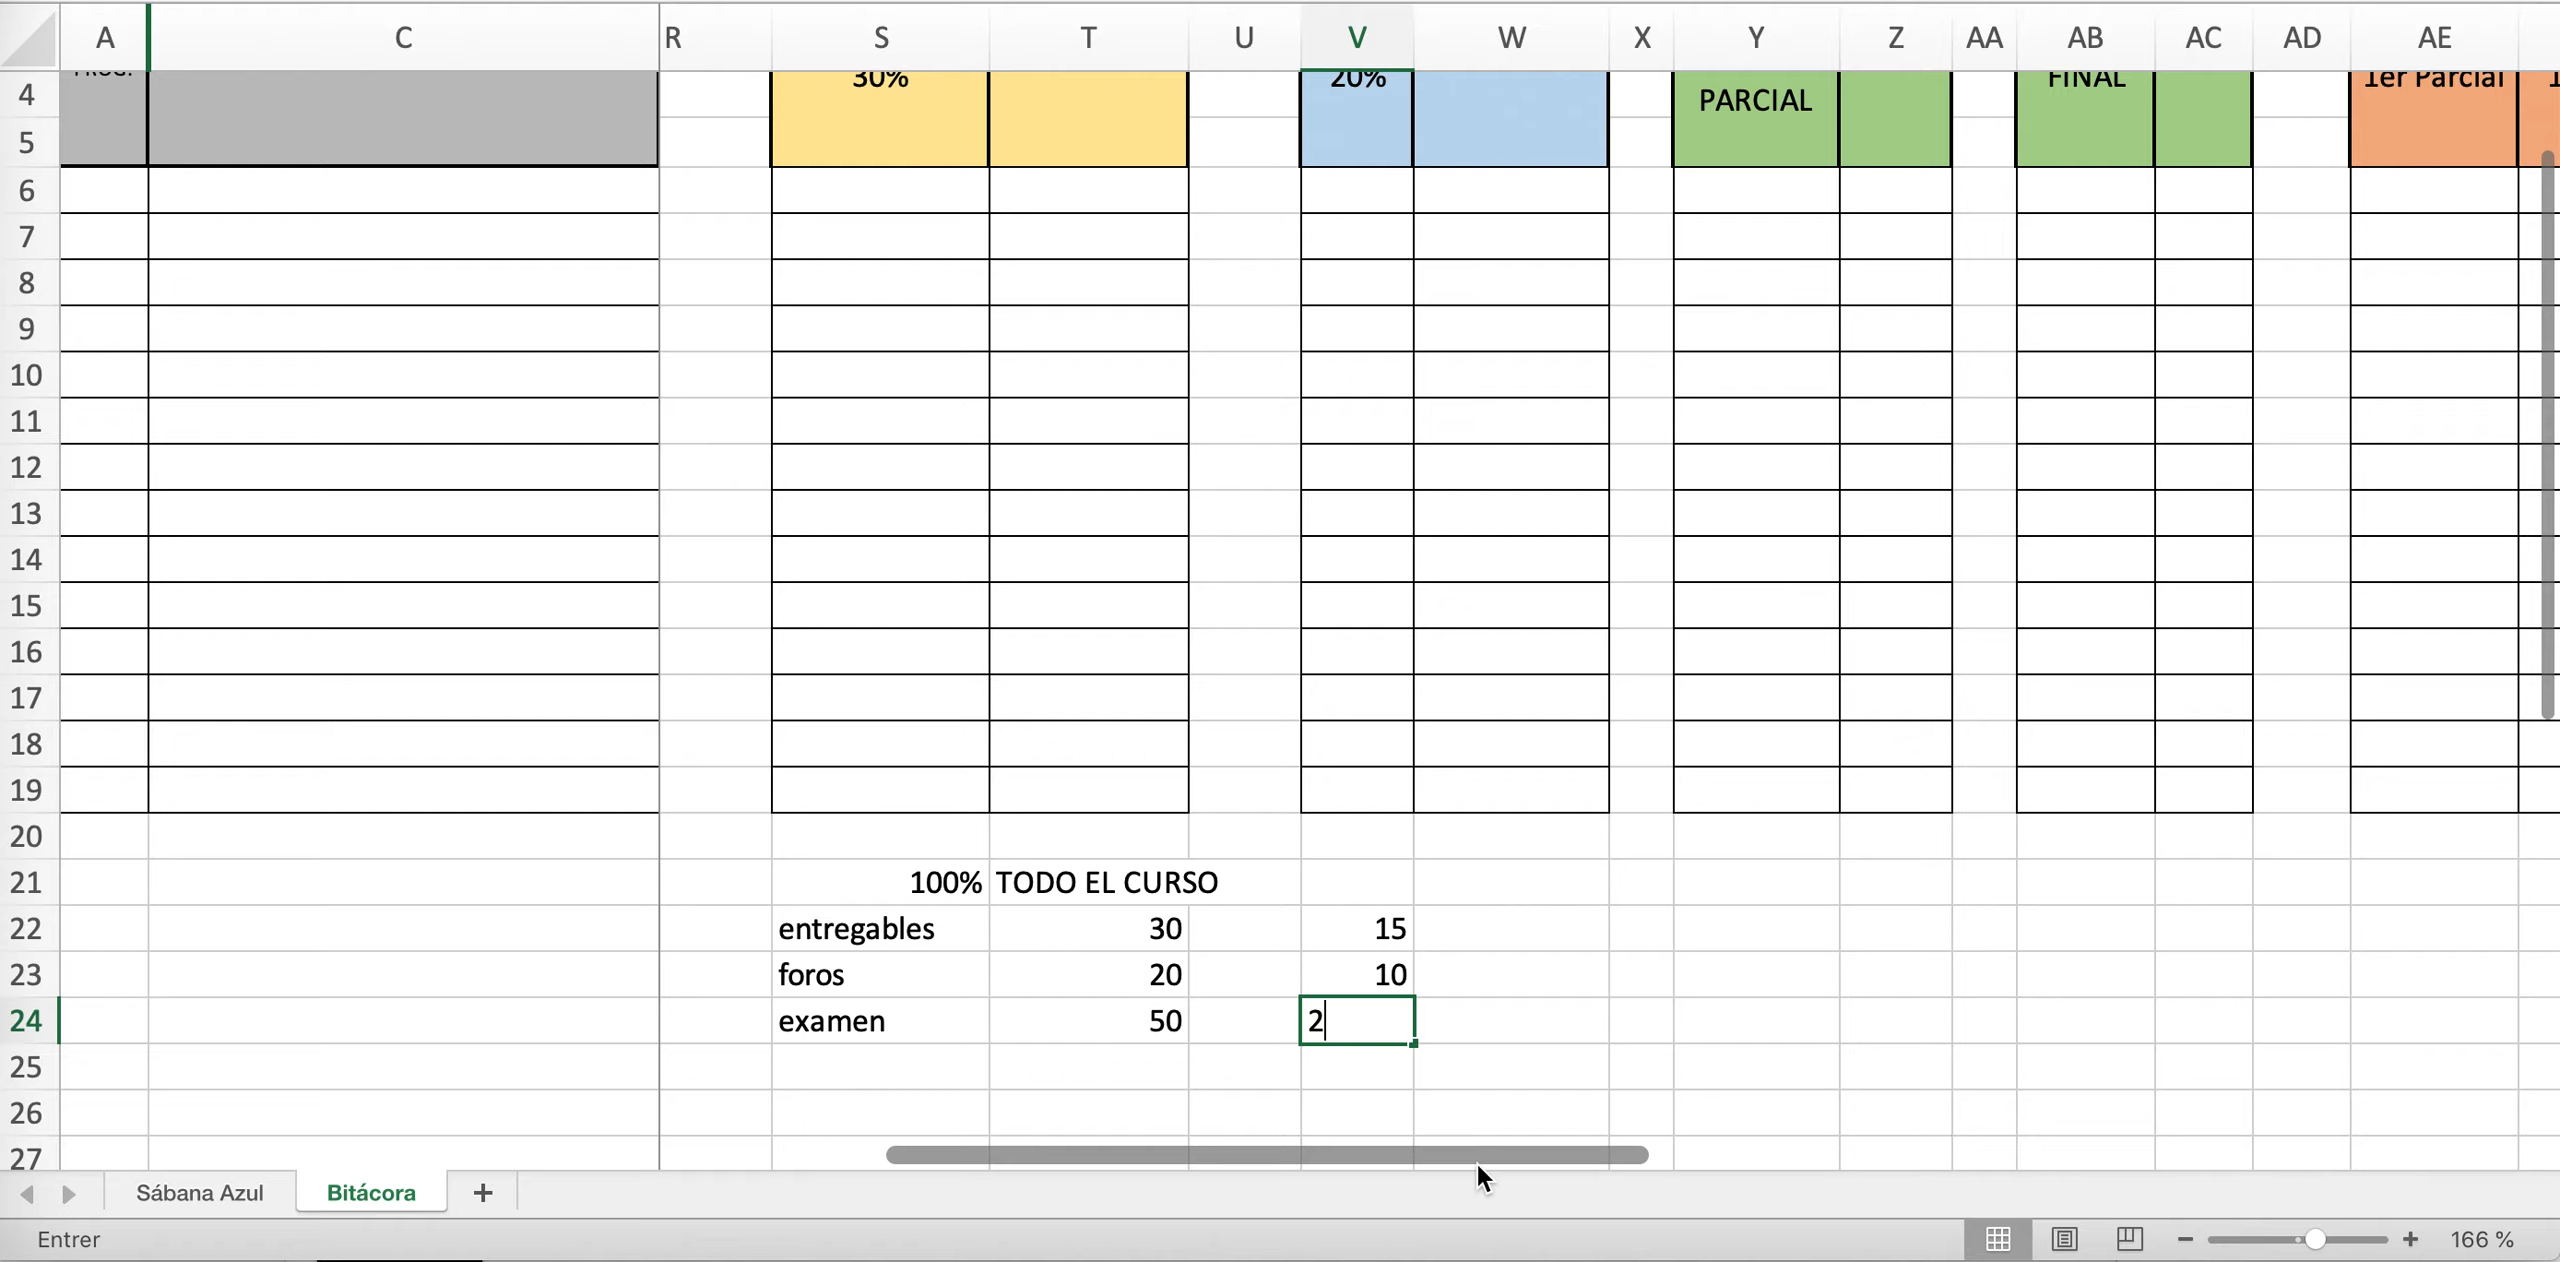 A C R S T U V W X Y Z AA AB AC AD AE
4 30% 20% PARCIAL FINAL 1er Parcial 1
5
6
7
8
9
10
11
12
13
14
15
16
17
18
19
20
21 100% TODO EL CURSO
22 entregables 30 15
23 foros 20 10
24 examen 50 2
25
26
27
Sábana Azul Bitácora +
Entrer − + 166 %